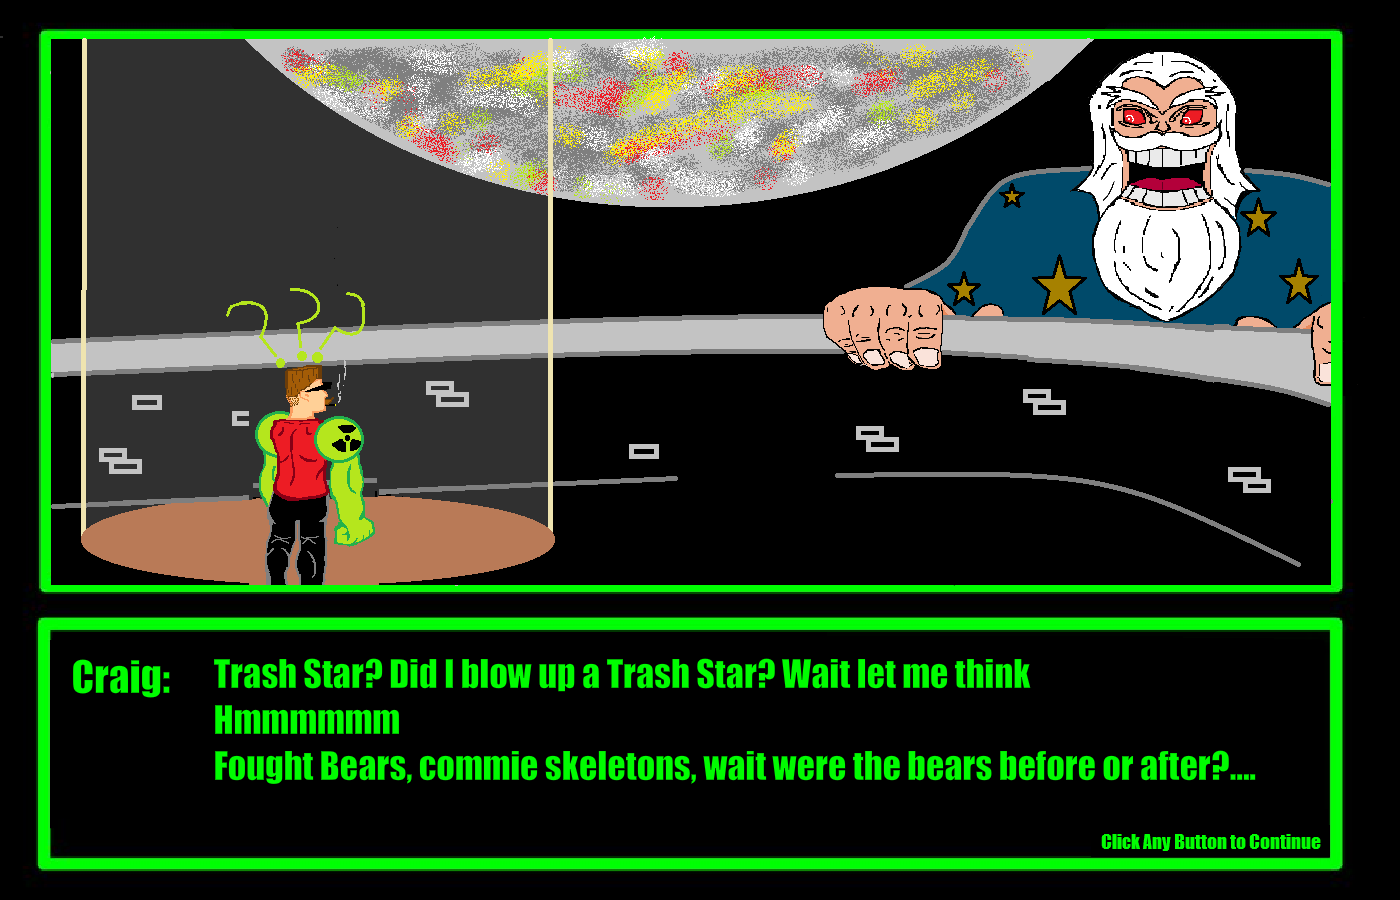 Craig: Trash Star? Did I blow up a Trash Star? Wait let me think
Hmmmmmmm
Fought Bears, commie skeletons, wait were the bears before or after?....
Click Any Button to Continue